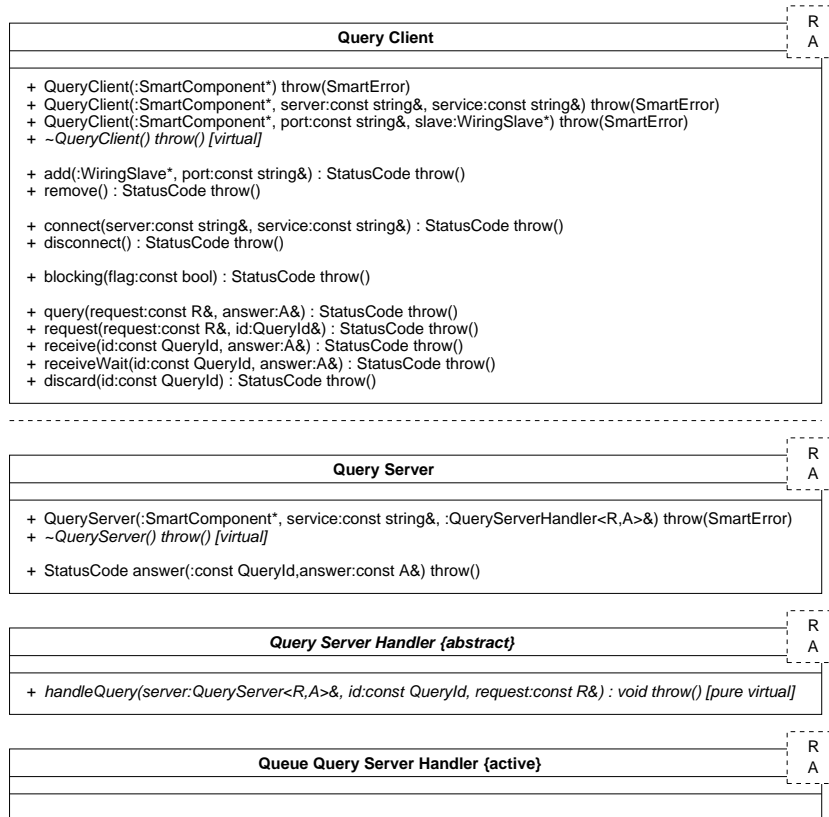 R
Query Client
A
+ QueryClient(:SmartComponent*) throw(SmartError)
+ QueryClient(:SmartComponent*, server:const string&, service:const string&) throw(SmartError)
+ QueryClient(:SmartComponent*, port:const string&, slave:WiringSlave*) throw(SmartError)
+ ~QueryClient() throw() [virtual]
+ add(:WiringSlave*, port:const string&) : StatusCode throw()
+ remove() : StatusCode throw()
+ connect(server:const string&, service:const string&) : StatusCode throw()
+ disconnect() : StatusCode throw()
+ blocking(flag:const bool) : StatusCode throw()
+ query(request:const R&, answer:A&) : StatusCode throw()
+ request(request:const R&, id:QueryId&) : StatusCode throw()
+ receive(id:const QueryId, answer:A&) : StatusCode throw()
+ receiveWait(id:const QueryId, answer:A&) : StatusCode throw()
+ discard(id:const QueryId) : StatusCode throw()
R
Query Server
A
+ QueryServer(:SmartComponent*, service:const string&, :QueryServerHandler<R,A>&) throw(SmartError)
+ ~QueryServer() throw() [virtual]
+ StatusCode answer(:const QueryId,answer:const A&) throw()
R
Query Server Handler {abstract}
A
+ handleQuery(server:QueryServer<R,A>&, id:const QueryId, request:const R&) : void throw() [pure virtual]
R
Queue Query Server Handler {active}
A